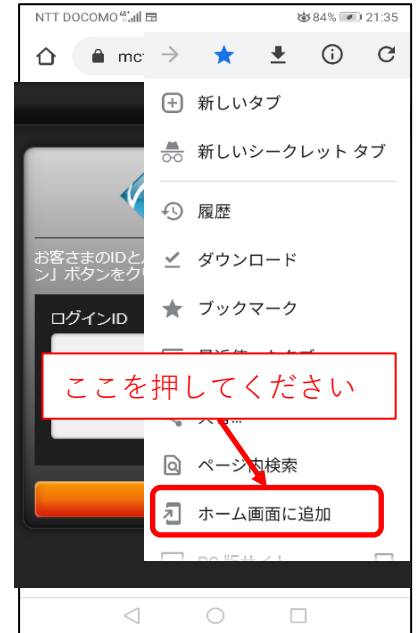 NTT DOCOMO 84% 21:35
mc
新しいタブ
新しいシークレット タブ
履歴
お客さまのIDと
ダウンロード
ン」ボタンをク
ブックマーク
ログインID
ここを押してください
ページ内検索
ホーム画面に追加